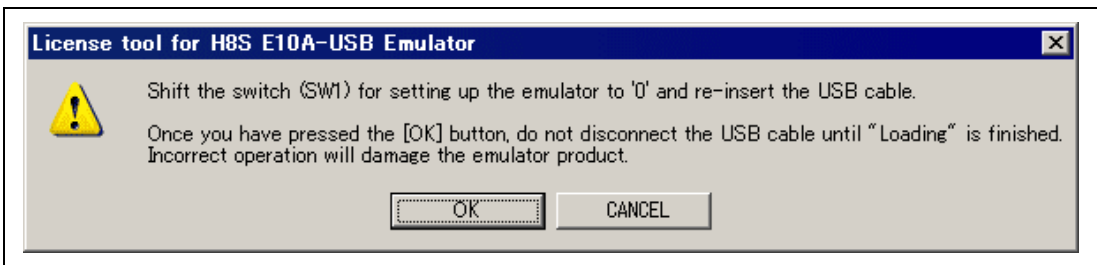 License tool for H8S E10A-USB Emulator
Shift the switch (SW1) for setting up the emulator to '0' and re-insert the USB cable.
Once you have pressed the [OK] button, do not disconnect the USB cable until "Loading" is finished.
Incorrect operation will damage the emulator product.
OK CANCEL